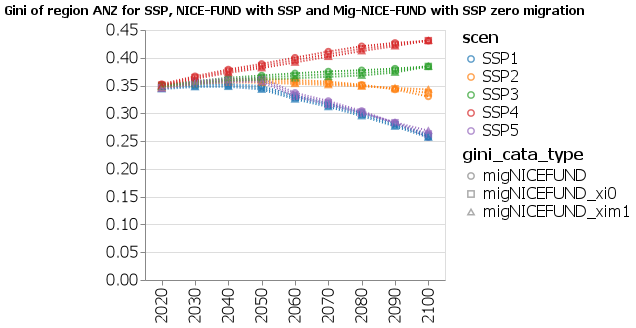 Gini of region ANZ for SSP, NICE-FUND with SSP and Mig-NICE-FUND with SSP zero migration
0.45
0.40
0.35
0.30
0.25
0.20
0.15
0.10
0.05
0.00
2020
2030
2040
2050
2060
2070
2080
2090
2100
scen
SSP1
SSP2
SSP3
SSP4
SSP5
gini_cata_type
migNICEFUND
migNICEFUND_xi0
migNICEFUND_xim1